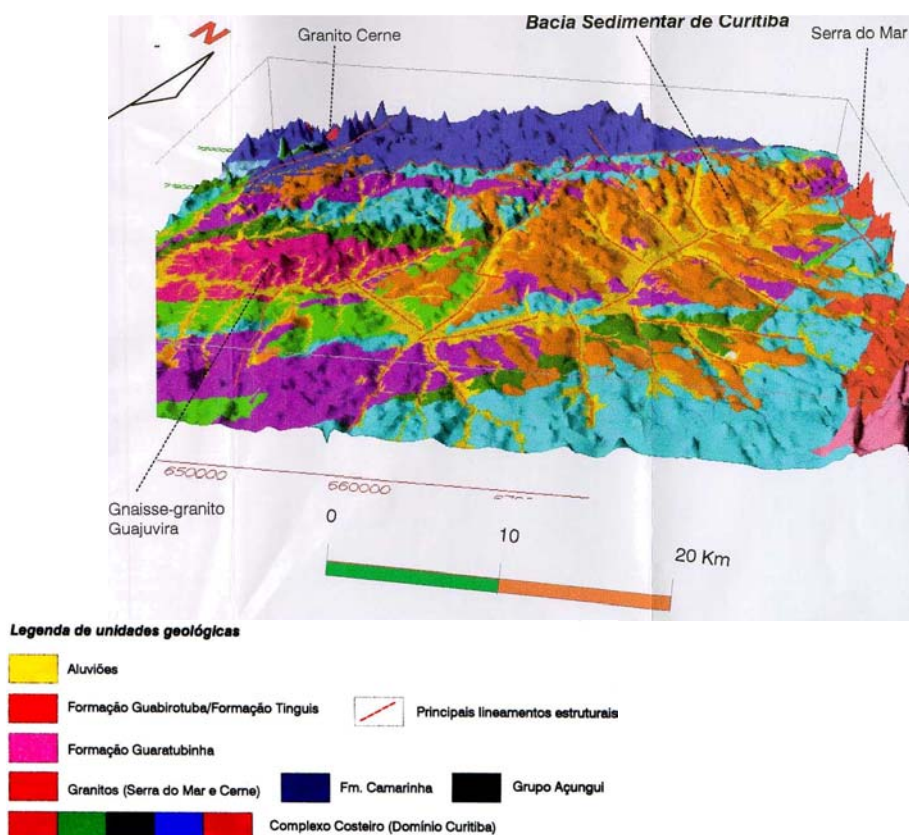 Bacia Sedimentar de Curitiba
N
Granito Cerne
Serra do Mar
650000
660000
Gnaisse-granito
Guajuvira
0
10
20 Km
Legenda de unidades geológicas
Aluviões
Formação Guabirotuba/Formação Tinguis
Principais lineamentos estruturais
Formação Guaratubinha
Granitos (Serra do Mar e Cerne)
Fm. Camarinha
Grupo Açungui
Complexo Costeiro (Domínio Curitiba)